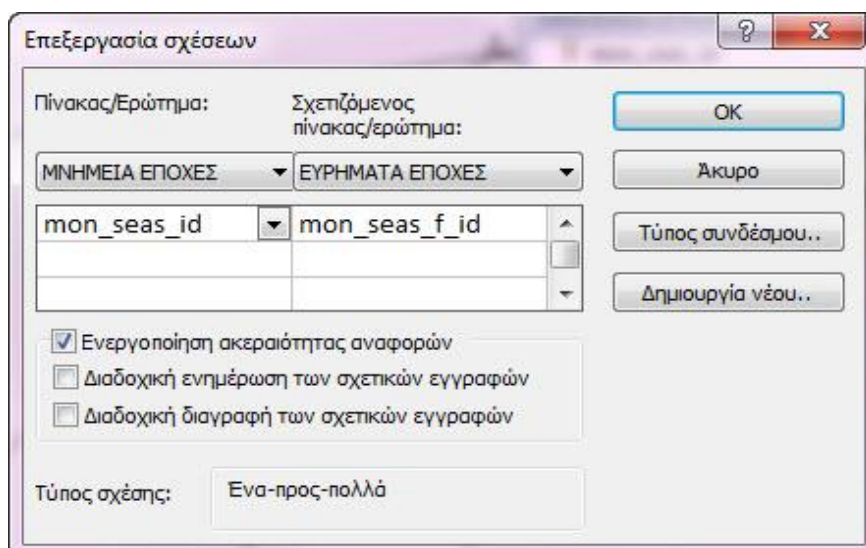 Επεξεργασία σχέσεων
Πίνακας/Ερώτημα:
Σχετιζόμενος
πίνακας/ερώτημα:
ΜΝΗΜΕΙΑ ΕΠΟΧΕΣ
ΕΥΡΗΜΑΤΑ ΕΠΟΧΕΣ
mon_seas_id
mon_seas_f_id
OK
Άκυρο
Τύπος συνδέσμου..
Δημιουργία νέου..
Ενεργοποίηση ακεραιότητας αναφορών
Διαδοχική ενημέρωση των σχετικών εγγραφών
Διαδοχική διαγραφή των σχετικών εγγραφών
Τύπος σχέσης:
Ένα-προς-πολλά